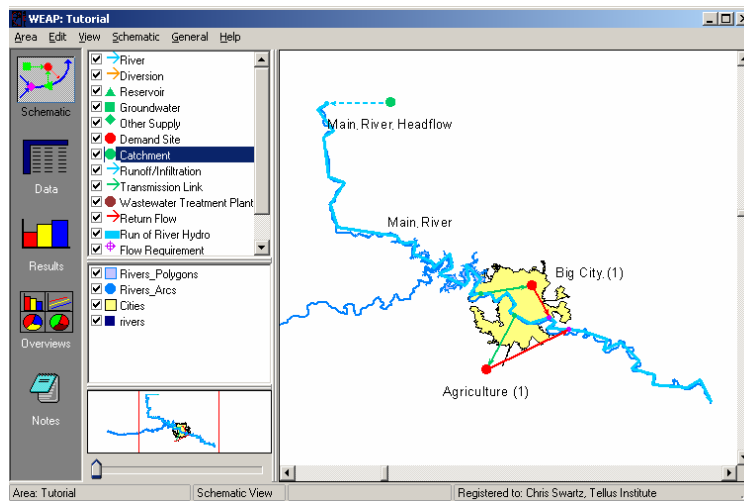 WEAP: Tutorial
Area Edit View Schematic General Help
Schematic
Data
Results
Overviews
Notes
River
Diversion
Reservoir
Groundwater
Other Supply
Demand Site
Catchment
Runoff/Infiltration
Transmission Link
Wastewater Treatment Plant
Return Flow
Run of River Hydro
Flow Requirement
Rivers_Polygons
Rivers_Arcs
Cities
rivers
Main, River, Headflow
Main, River
Big City, (1)
Agriculture (1)
Area: Tutorial Schematic View Registered to: Chris Swartz, Tellus Institute